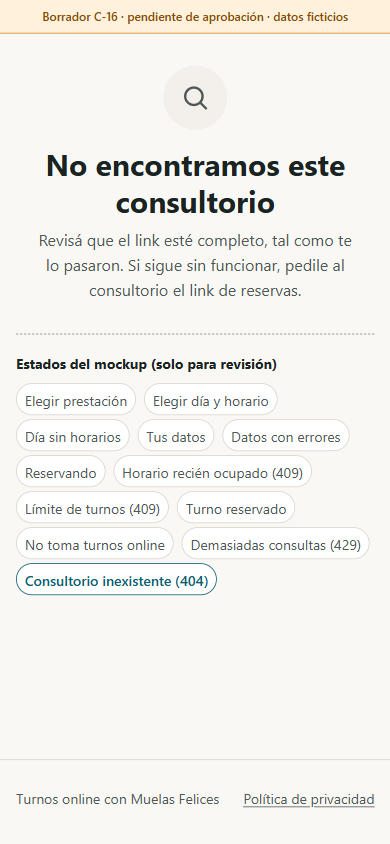 Borrador C-16 · pendiente de aprobación · datos ficticios
No encontramos este
consultorio
Revisá que el link esté completo, tal como te
lo pasaron. Si sigue sin funcionar, pedile al
consultorio el link de reservas.
Estados del mockup (solo para revisión)
Elegir prestación Elegir día y horario
Día sin horarios Tus datos Datos con errores
Reservando Horario recién ocupado (409)
Límite de turnos (409) Turno reservado
No toma turnos online Demasiadas consultas (429)
Consultorio inexistente (404)
Turnos online con Muelas Felices Política de privacidad